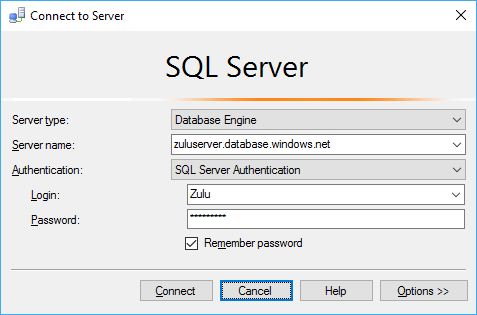 Connect to Server
SQL Server
Server type: Database Engine
Server name: zuluserver.database.windows.net
Authentication: SQL Server Authentication
Login: Zulu
Password: *********
Remember password
Connect Cancel Help Options >>